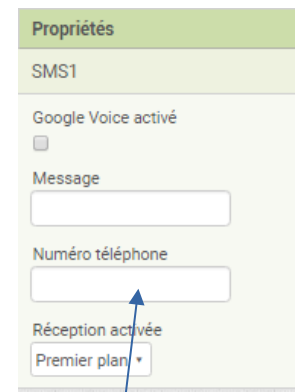 Propriétés
SMS1
Google Voice activé
Message
Numéro téléphone
Réception activée
Premier plan